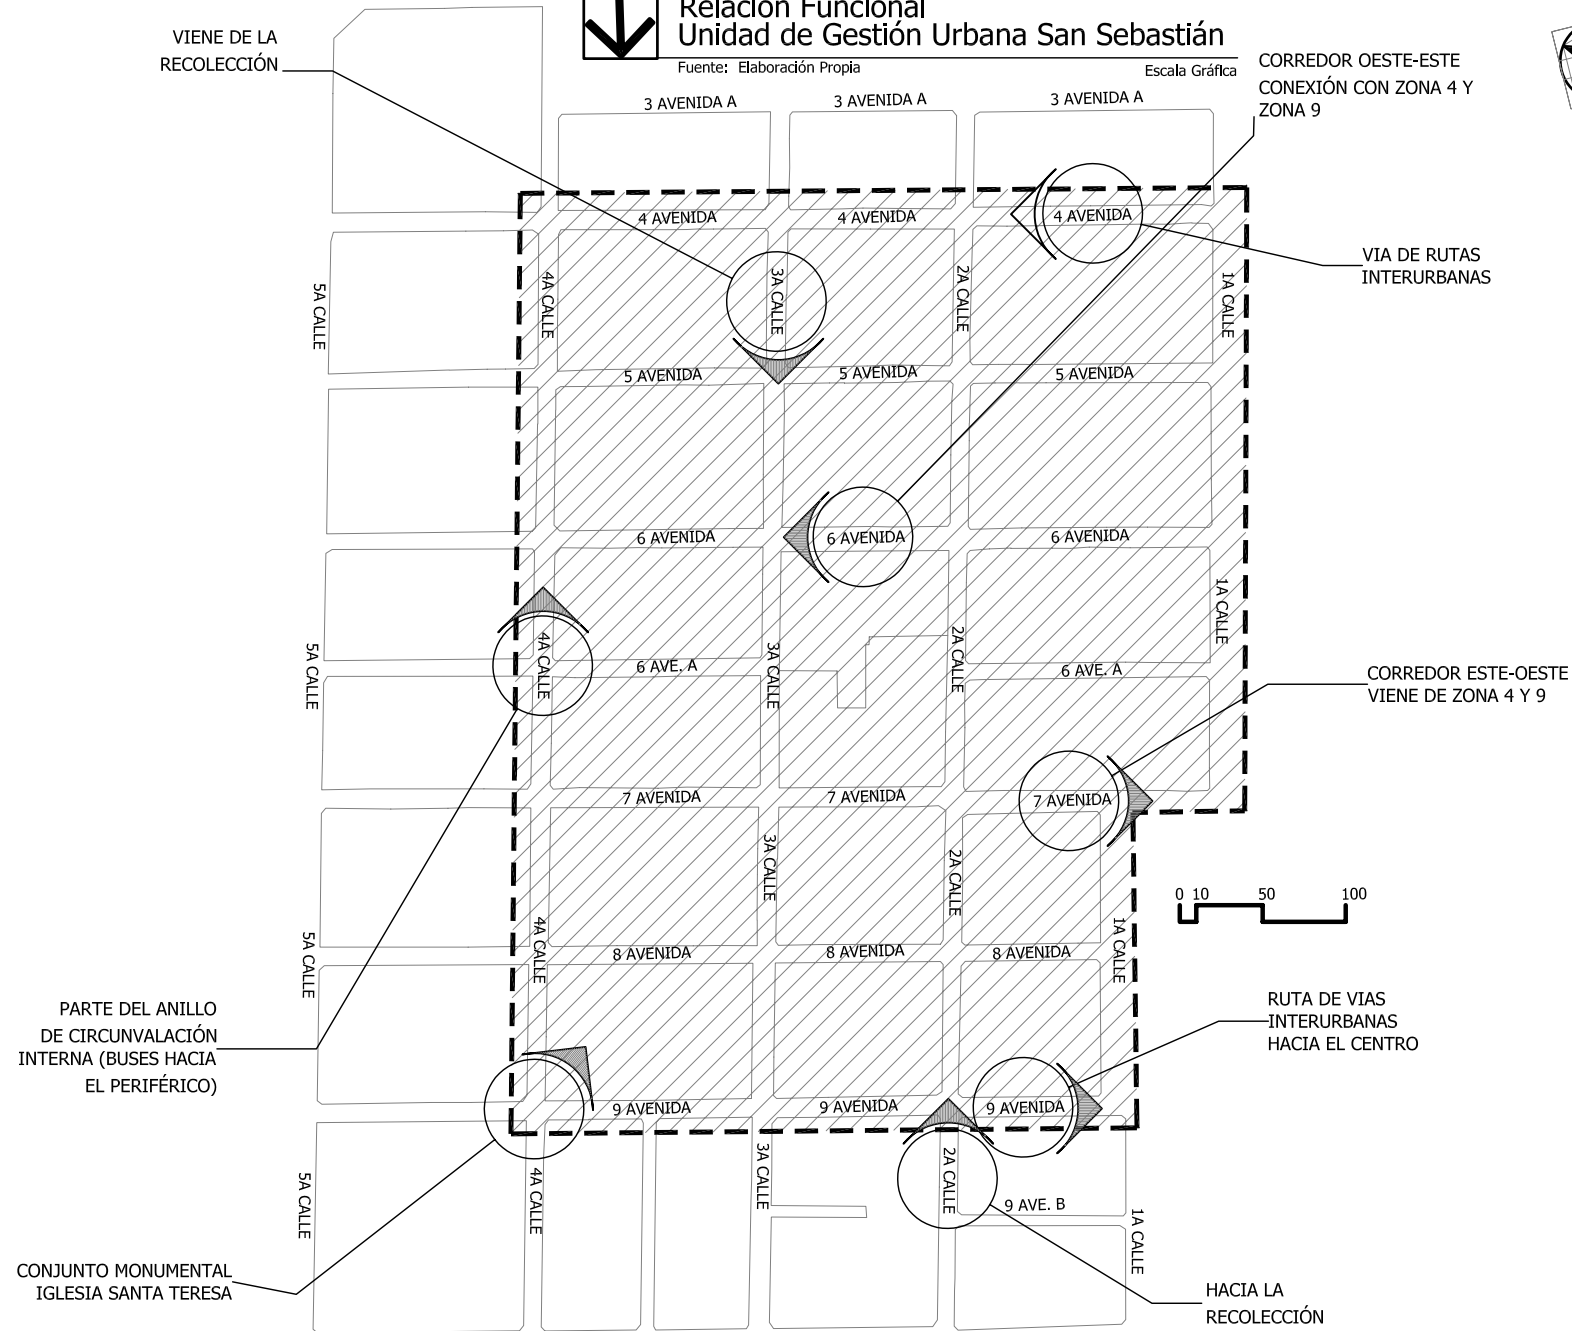 Relación Funcional
Unidad de Gestión Urbana San Sebastián
Fuente: Elaboración Propia
Escala Gráfica
VIENE DE LA
RECOLECCIÓN
CORREDOR OESTE-ESTE
CONEXIÓN CON ZONA 4 Y
ZONA 9
3 AVENIDA A
3 AVENIDA A
3 AVENIDA A
4 AVENIDA
4 AVENIDA
4 AVENIDA
VIA DE RUTAS
INTERURBANAS
5A CALLE
4A CALLE
3A CALLE
2A CALLE
1A CALLE
5 AVENIDA
5 AVENIDA
5 AVENIDA
6 AVENIDA
6 AVENIDA
6 AVENIDA
5A CALLE
4A CALLE
3A CALLE
2A CALLE
1A CALLE
6 AVE. A
6 AVE. A
CORREDOR ESTE-OESTE
VIENE DE ZONA 4 Y 9
7 AVENIDA
7 AVENIDA
7 AVENIDA
0 10 50 100
5A CALLE
4A CALLE
3A CALLE
2A CALLE
1A CALLE
8 AVENIDA
8 AVENIDA
8 AVENIDA
PARTE DEL ANILLO
DE CIRCUNVALACIÓN
INTERNA (BUSES HACIA
EL PERIFÉRICO)
RUTA DE VIAS
INTERURBANAS
HACIA EL CENTRO
9 AVENIDA
9 AVENIDA
9 AVENIDA
5A CALLE
4A CALLE
3A CALLE
2A CALLE
1A CALLE
9 AVE. B
CONJUNTO MONUMENTAL
IGLESIA SANTA TERESA
HACIA LA
RECOLECCIÓN